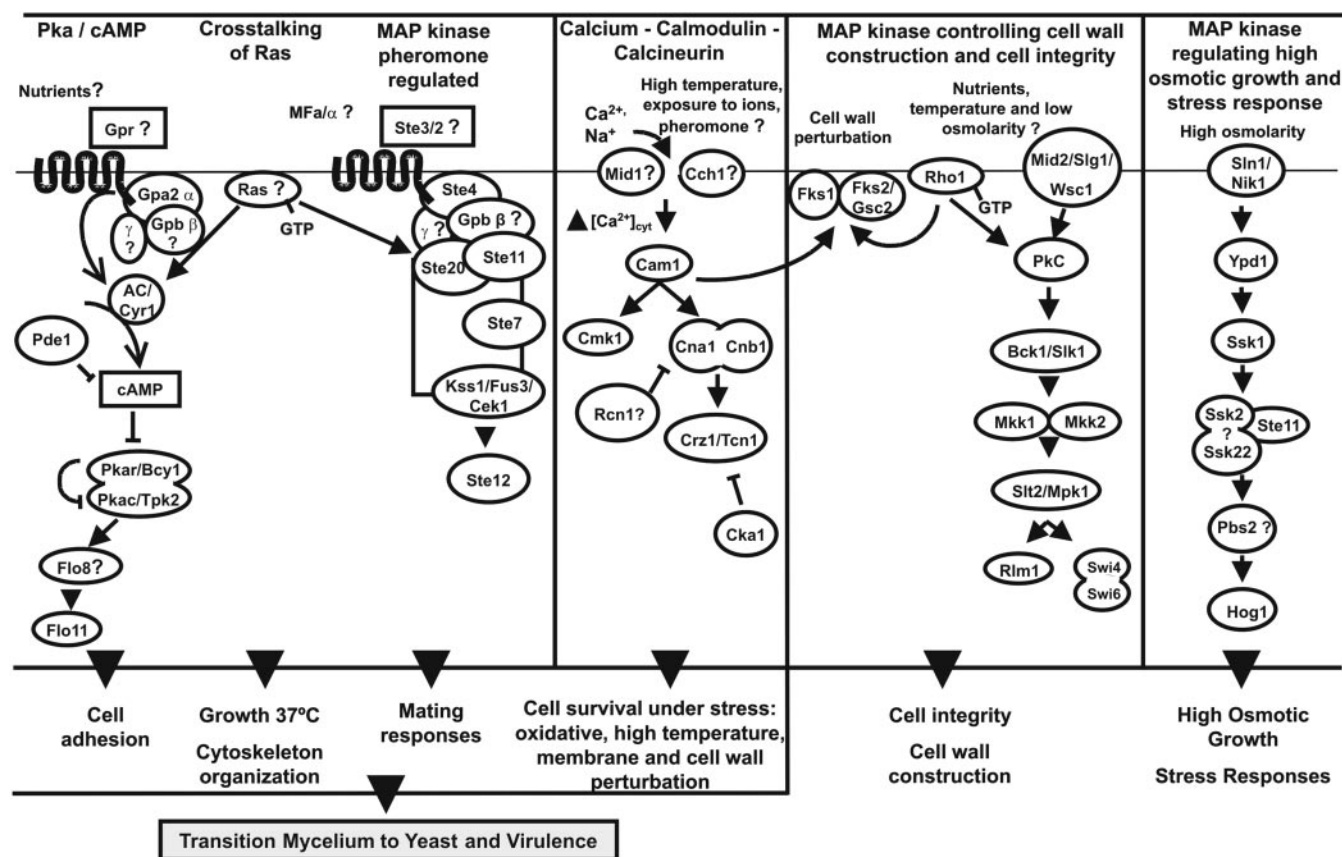 Pka / cAMP
Nutrients?
Gpr ?
Gpa2 α
Gpb β
?
γ
?
AC/
Cyr1
Pde1
cAMP
Pkar/Bcy1
Pkac/Tpk2
Flo8?
Flo11
Crosstalking
of Ras
Ras ?
GTP
MAP kinase
pheromone
regulated
MFa/α ?
Ste3/2 ?
Ste4
Gpb β ?
γ ?
Ste20
Ste11
Ste7
Kss1/Fus3/
Cek1
Ste12
Calcium - Calmodulin -
Calcineurin
High temperature,
exposure to ions,
pheromone ?
Ca2+,
Na+
Mid1?
Cch1?
[Ca2+]cyt
Cam1
Cmk1
Cna1
Cnb1
Rcn1?
Crz1/Tcn1
Cka1
MAP kinase controlling cell wall
construction and cell integrity
Cell wall
perturbation
Nutrients,
temperature and low
osmolarity ?
Fks1
Fks2/
Gsc2
Rho1
GTP
Mid2/Slg1/
Wsc1
PkC
Bck1/Slk1
Mkk1
Mkk2
Slt2/Mpk1
Rlm1
Swi4
Swi6
MAP kinase
regulating high
osmotic growth and
stress response
High osmolarity
Sln1/
Nik1
Ypd1
Ssk1
Ssk2
?
Ssk22
Ste11
Pbs2 ?
Hog1
Cell
adhesion
Growth 37ºC
Cytoskeleton
organization
Mating
responses
Cell survival under stress:
oxidative, high temperature,
membrane and cell wall
perturbation
Cell integrity
Cell wall
construction
High Osmotic
Growth
Stress Responses
Transition Mycelium to Yeast and Virulence